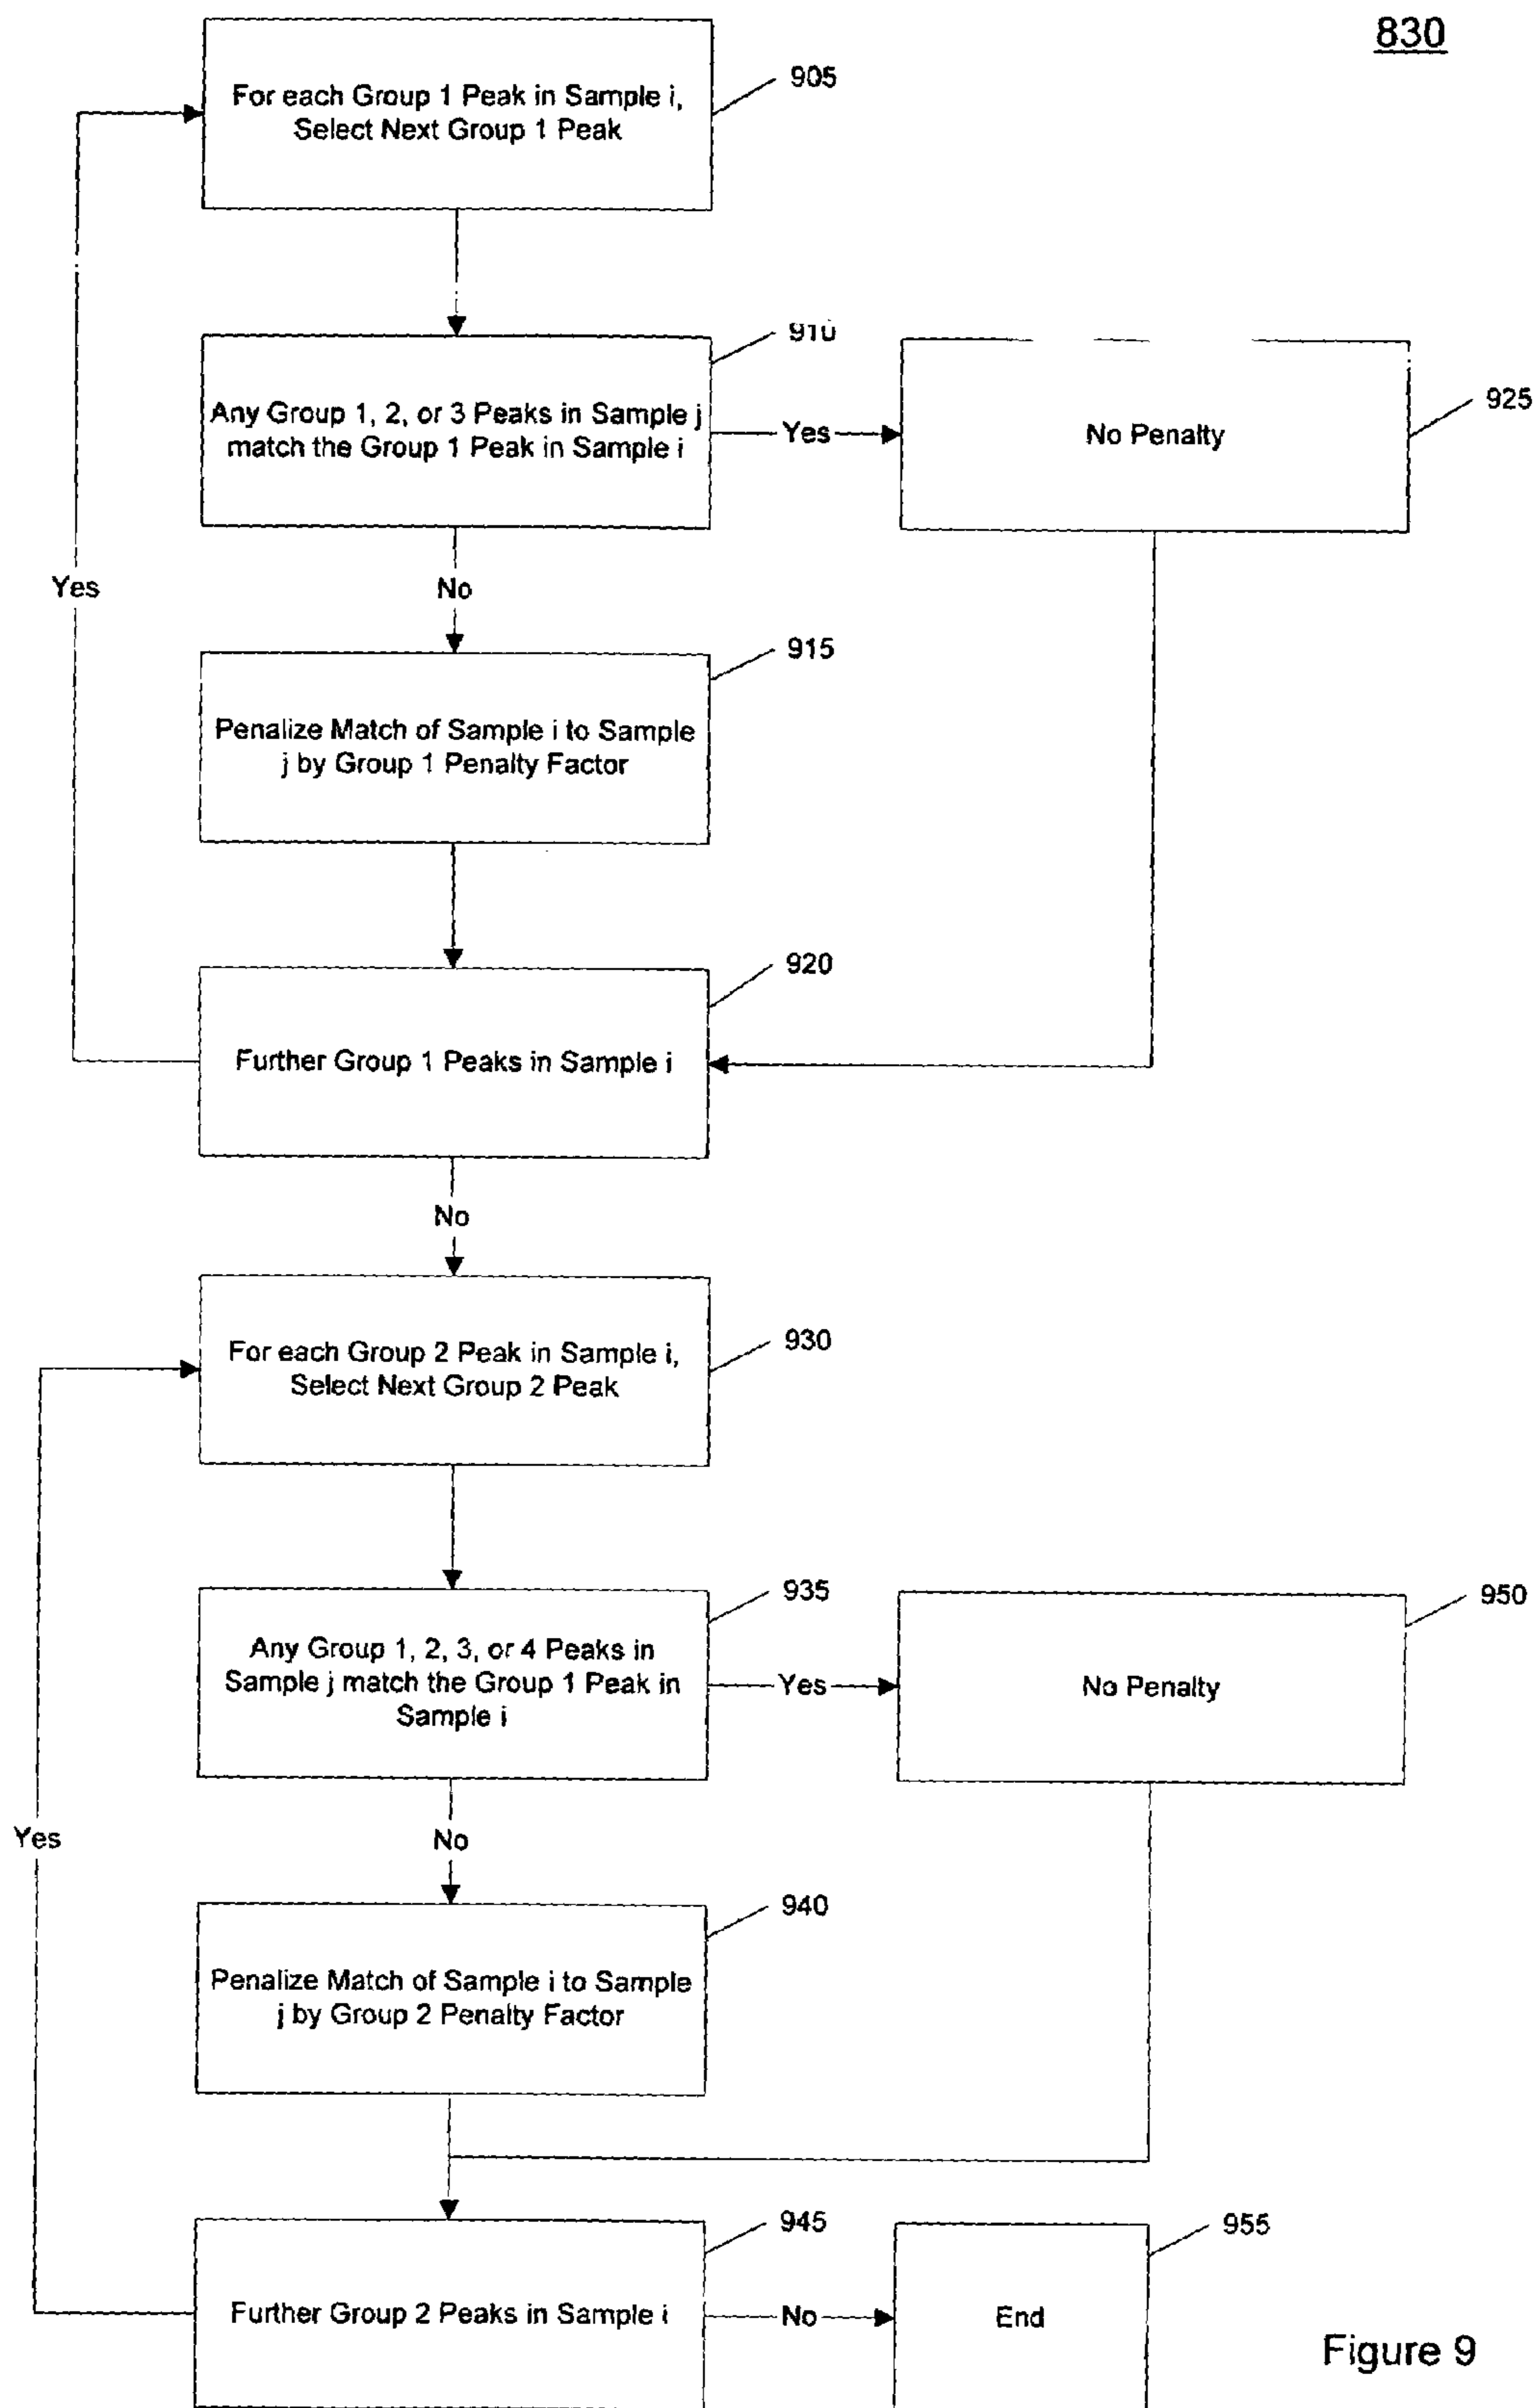 830
For each Group 1 Peak in Sample i,
Select Next Group 1 Peak
905
910
Any Group 1, 2, or 3 Peaks in Sample j
match the Group 1 Peak in Sample i
Yes
No Penalty
925
Yes
No
915
Penalize Match of Sample i to Sample
j by Group 1 Penalty Factor
920
Further Group 1 Peaks in Sample i
No
For each Group 2 Peak in Sample i,
Select Next Group 2 Peak
930
935
Any Group 1, 2, 3, or 4 Peaks in
Sample j match the Group 1 Peak in
Sample i
Yes
No Penalty
950
Yes
No
940
Penalize Match of Sample i to Sample
j by Group 2 Penalty Factor
945
Further Group 2 Peaks in Sample i
No
End
955
Figure 9